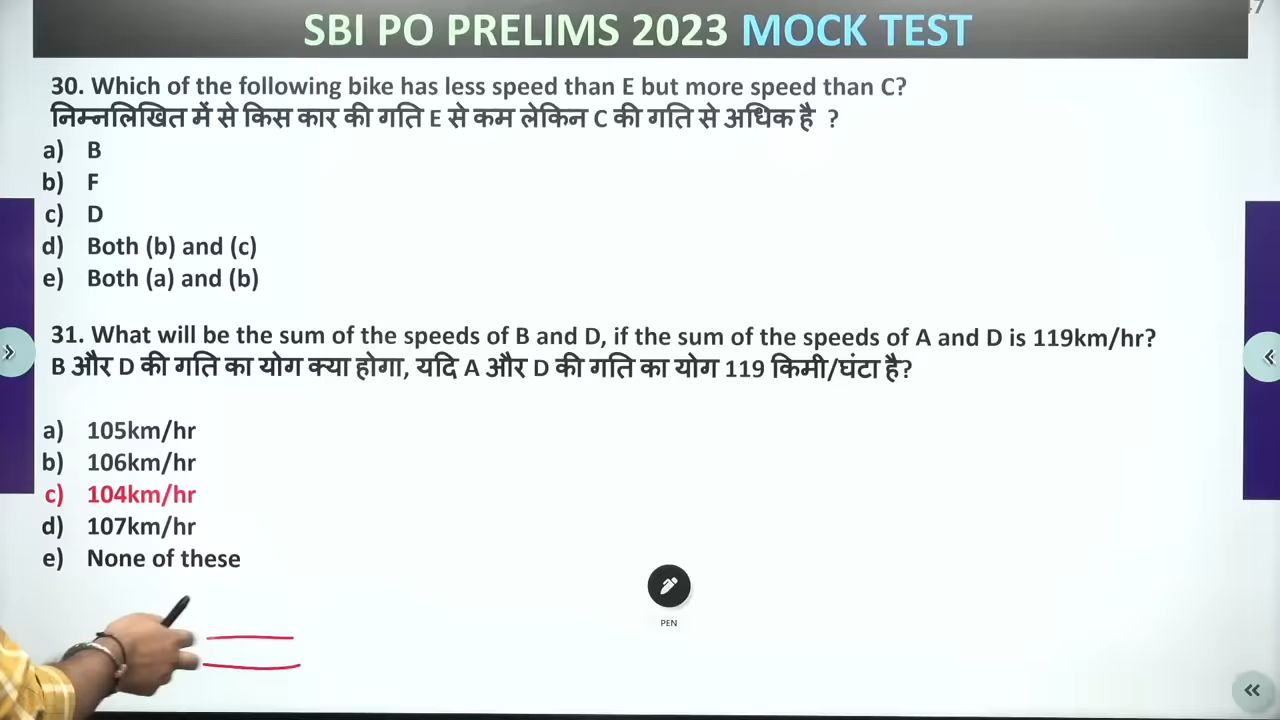 SBI PO PRELIMS 2023 MOCK TEST
30. Which of the following bike has less speed than E but more speed than C?
निम्नलिखित में से किस कार की गति E से कम लेकिन C की गति से अधिक है ?
a) B
b) F
c) D
d) Both (b) and (c)
e) Both (a) and (b)
31. What will be the sum of the speeds of B and D, if the sum of the speeds of A and D is 119km/hr?
B और D की गति का योग क्या होगा, यदि A और D की गति का योग 119 किमी/घंटा है?
a) 105km/hr
b) 106km/hr
c) 104km/hr
d) 107km/hr
e) None of these
PEN